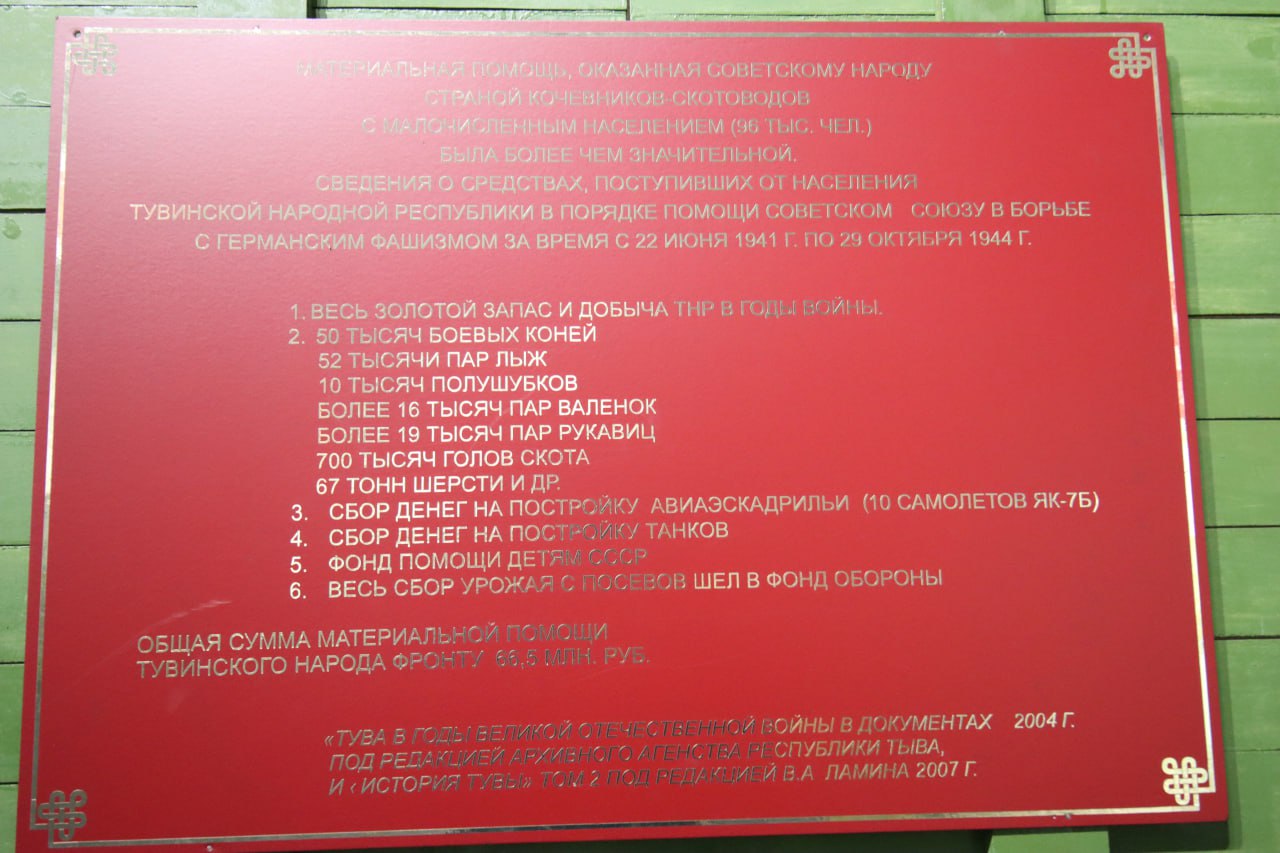 МАТЕРИАЛЬНАЯ ПОМОЩЬ, ОКАЗАННАЯ СОВЕТСКОМУ НАРОДУ
СТРАНОЙ КОЧЕВНИКОВ-СКОТОВОДОВ
С МАЛОЧИСЛЕННЫМ НАСЕЛЕНИЕМ (96 ТЫС. ЧЕЛ.)
БЫЛА БОЛЕЕ ЧЕМ ЗНАЧИТЕЛЬНОЙ.
СВЕДЕНИЯ О СРЕДСТВАХ, ПОСТУПИВШИХ ОТ НАСЕЛЕНИЯ
ТУВИНСКОЙ НАРОДНОЙ РЕСПУБЛИКИ В ПОРЯДКЕ ПОМОЩИ СОВЕТСКОМ СОЮЗУ В БОРЬБЕ
С ГЕРМАНСКИМ ФАШИЗМОМ ЗА ВРЕМЯ С 22 ИЮНЯ 1941 Г. ПО 29 ОКТЯБРЯ 1944 Г.
1. ВЕСЬ ЗОЛОТОЙ ЗАПАС И ДОБЫЧА ТНР В ГОДЫ ВОЙНЫ.
2. 50 ТЫСЯЧ БОЕВЫХ КОНЕЙ
52 ТЫСЯЧИ ПАР ЛЫЖ
10 ТЫСЯЧ ПОЛУШУБКОВ
БОЛЕЕ 16 ТЫСЯЧ ПАР ВАЛЕНОК
БОЛЕЕ 19 ТЫСЯЧ ПАР РУКАВИЦ
700 ТЫСЯЧ ГОЛОВ СКОТА
67 ТОНН ШЕРСТИ И ДР.
3. СБОР ДЕНЕГ НА ПОСТРОЙКУ АВИАЭСКАДРИЛЬИ (10 САМОЛЕТОВ ЯК-7Б)
4. СБОР ДЕНЕГ НА ПОСТРОЙКУ ТАНКОВ
5. ФОНД ПОМОЩИ ДЕТЯМ СССР
6. ВЕСЬ СБОР УРОЖАЯ С ПОСЕВОВ ШЕЛ В ФОНД ОБОРОНЫ
ОБЩАЯ СУММА МАТЕРИАЛЬНОЙ ПОМОЩИ
ТУВИНСКОГО НАРОДА ФРОНТУ 66,5 МЛН. РУБ.
«ТУВА В ГОДЫ ВЕЛИКОЙ ОТЕЧЕСТВЕННОЙ ВОЙНЫ В ДОКУМЕНТАХ 2004 Г.
ПОД РЕДАКЦИЕЙ АРХИВНОГО АГЕНСТВА РЕСПУБЛИКИ ТЫВА,
И ‹ИСТОРИЯ ТУВЫ» ТОМ 2 ПОД РЕДАКЦИЕЙ В.А ЛАМИНА 2007 Г.